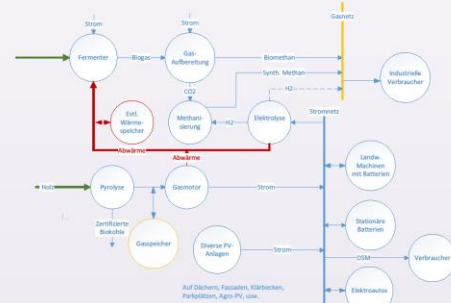 Gasnetz
Strom
Strom
Fermenter
Biogas
Gas-
Aufbereitung
Biomethan
Synth. Methan
CO2
H2
Industrielle
Verbraucher
Evtl.
Wärme-
speicher
Methani-
sierung
H2
Elektrolyse
Stromnetz
Abwärme
Abwärme
Holz
Pyrolyse
Gasmotor
Strom
Landw.
Machinen
mit Batterien
Zertifizierte
Biokohle
Gasspeicher
Diverse PV-
Anlagen
Strom
Stationäre
Batterien
DSM
Verbraucher
Auf Dächern, Fassaden, Klärbecken,
Parkplätzen, Agro-PV, usw.
Elektroautos